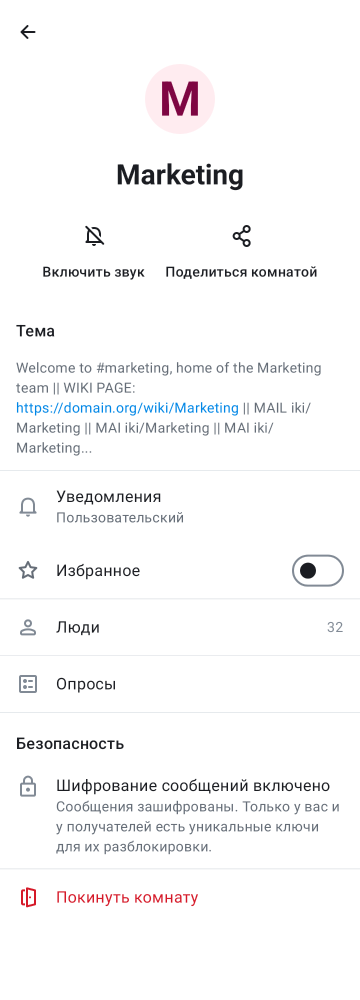 M
Marketing
Включить звук
Поделиться комнатой
Тема
Welcome to #marketing, home of the Marketing
team || WIKI PAGE:
https://domain.org/wiki/Marketing || MAIL iki/
Marketing || MAI iki/Marketing || MAI iki/
Marketing...
Уведомления
Пользовательский
Избранное
Люди 32
Опросы
Безопасность
Шифрование сообщений включено
Сообщения зашифрованы. Только у вас и
у получателей есть уникальные ключи
для их разблокировки.
Покинуть комнату